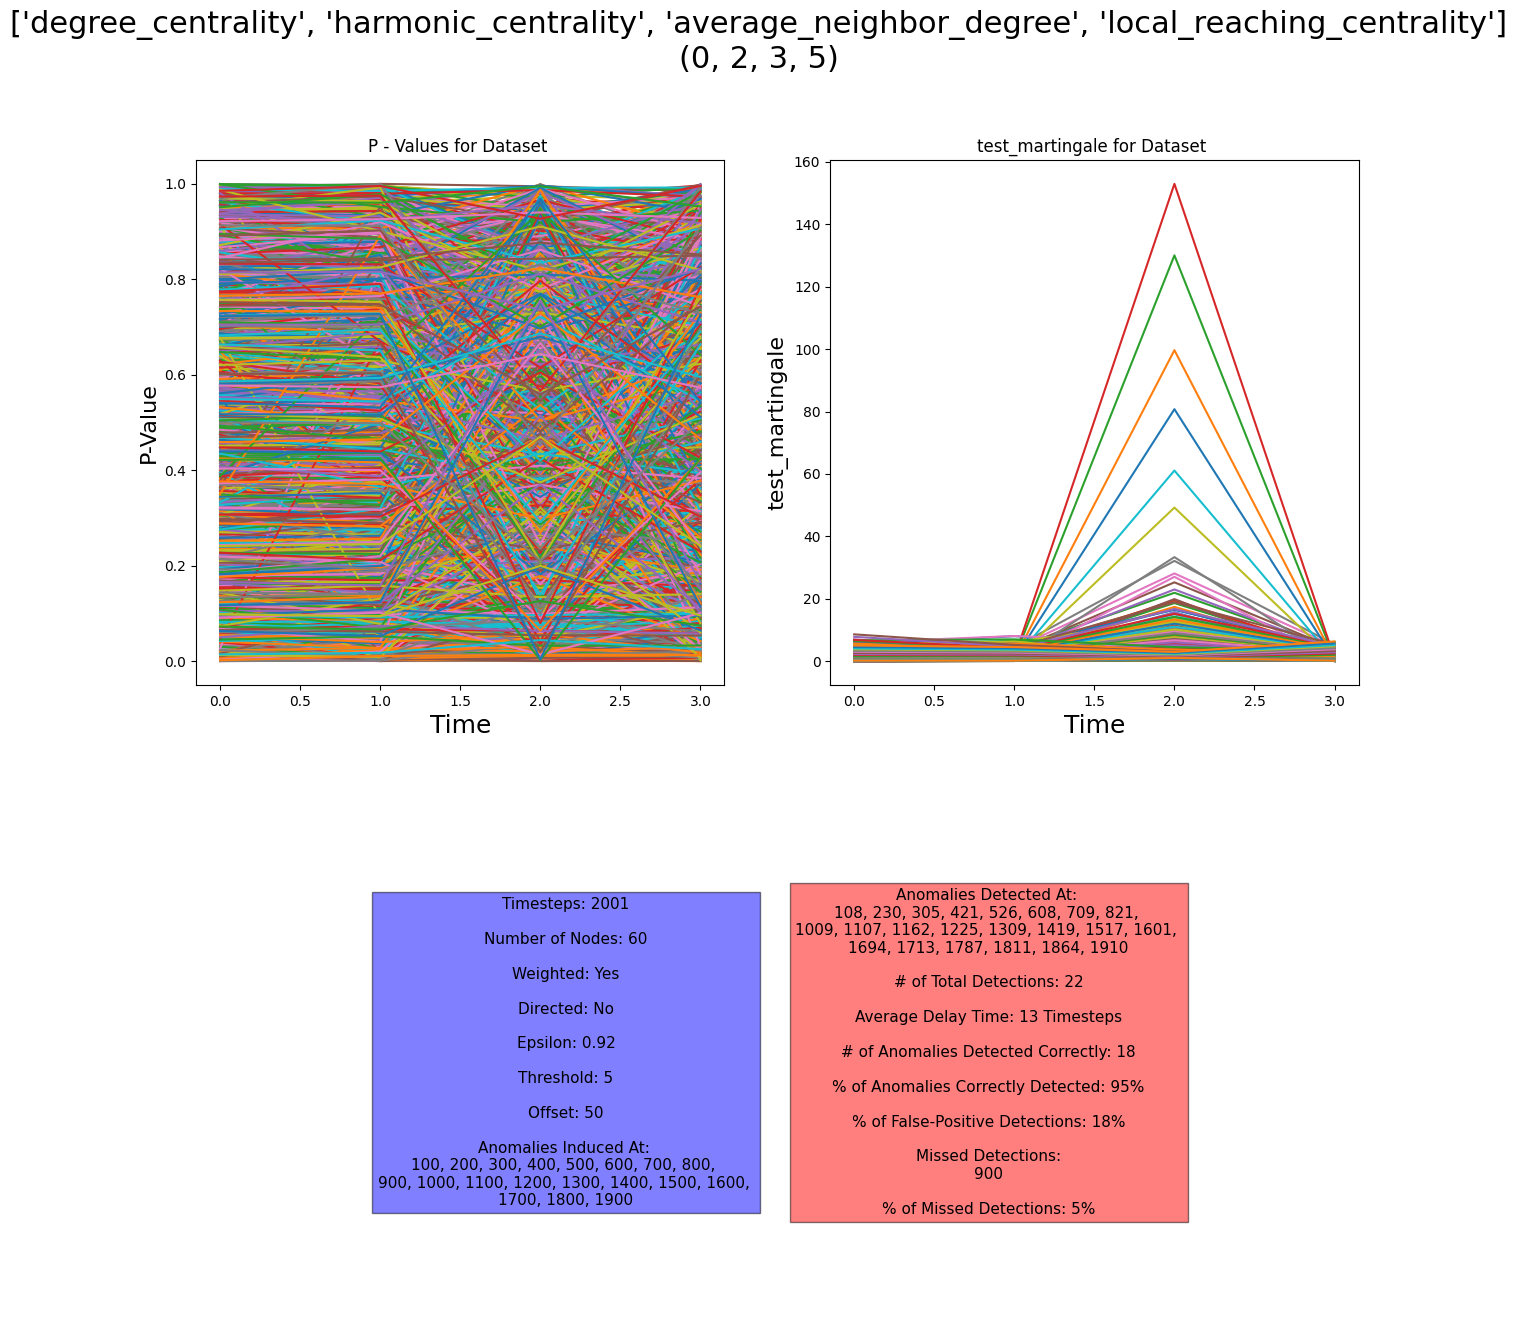 ['degree_centrality', 'harmonic_centrality', 'average_neighbor_degree', 'local_reaching_centrality']
(0, 2, 3, 5)
P - Values for Dataset
P-Value
1.0
0.8
0.6
0.4
0.2
0.0
0.0 0.5 1.0 1.5 2.0 2.5 3.0
Time
test_martingale for Dataset
test_martingale
160
140
120
100
80
60
40
20
0
0.0 0.5 1.0 1.5 2.0 2.5 3.0
Time
Timesteps: 2001
Number of Nodes: 60
Weighted: Yes
Directed: No
Epsilon: 0.92
Threshold: 5
Offset: 50
Anomalies Induced At:
100, 200, 300, 400, 500, 600, 700, 800,
900, 1000, 1100, 1200, 1300, 1400, 1500, 1600,
1700, 1800, 1900
Anomalies Detected At:
108, 230, 305, 421, 526, 608, 709, 821,
1009, 1107, 1162, 1225, 1309, 1419, 1517, 1601,
1694, 1713, 1787, 1811, 1864, 1910
# of Total Detections: 22
Average Delay Time: 13 Timesteps
# of Anomalies Detected Correctly: 18
% of Anomalies Correctly Detected: 95%
% of False-Positive Detections: 18%
Missed Detections:
900
% of Missed Detections: 5%